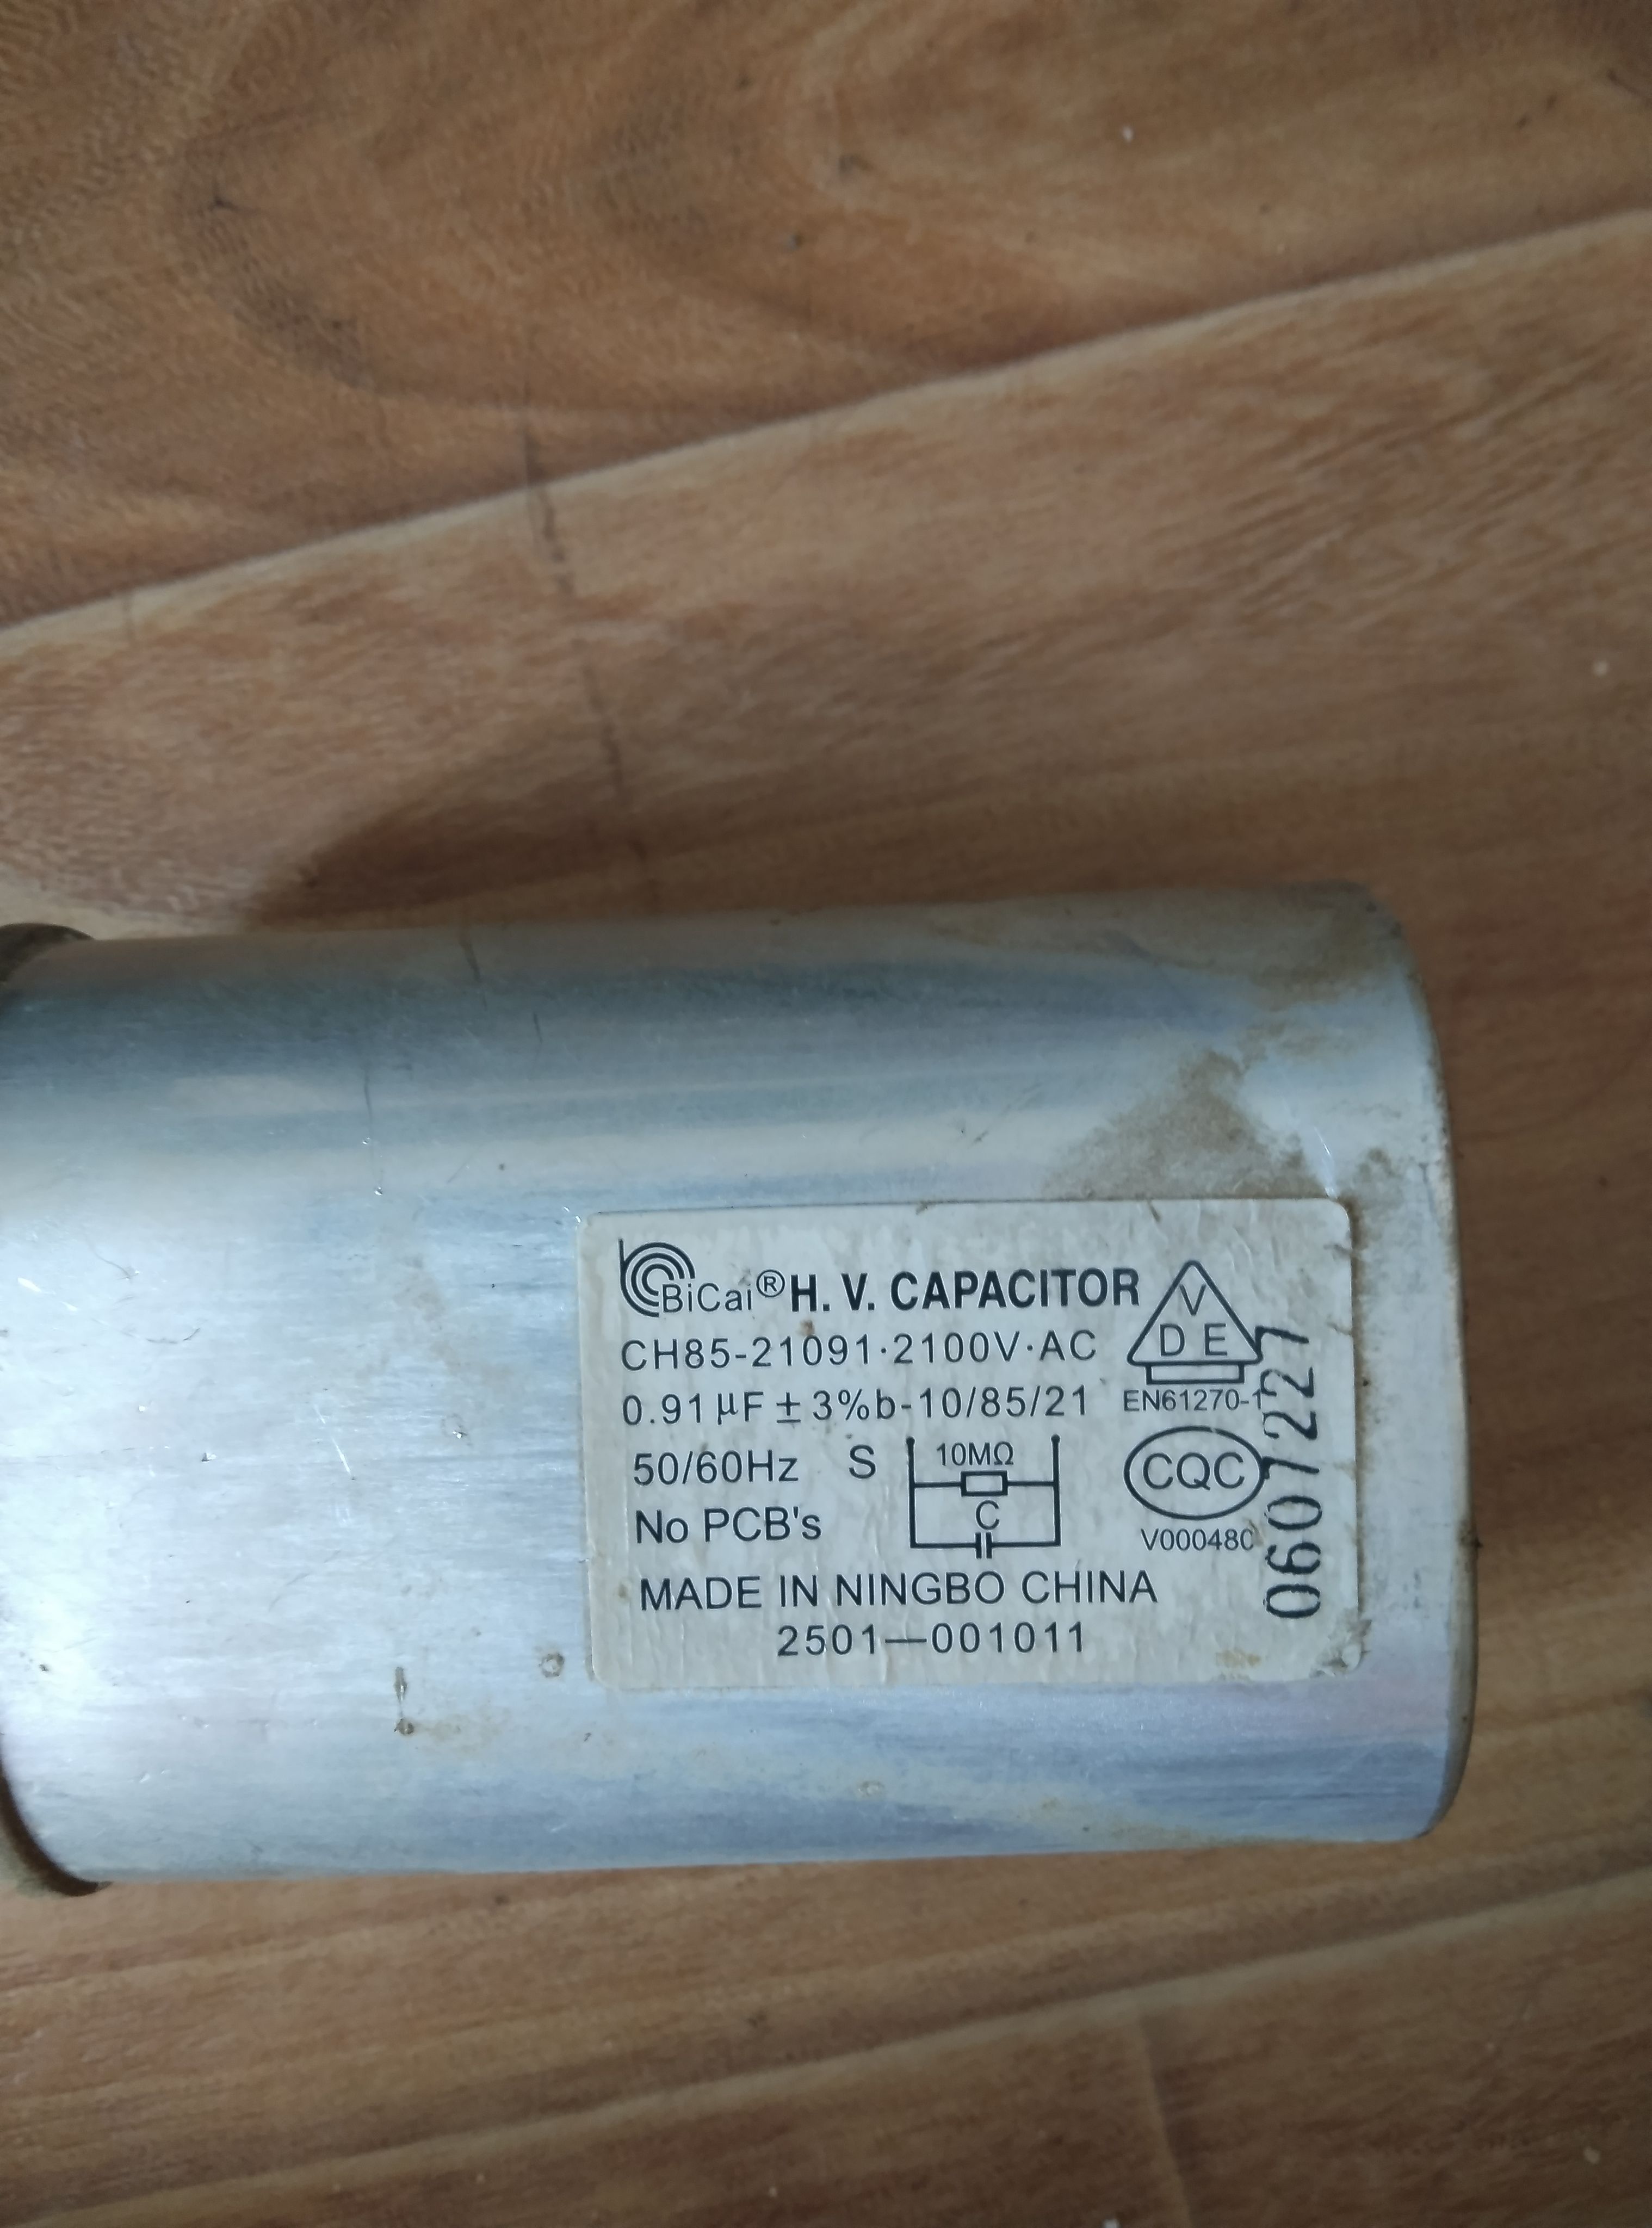 BiCai® H. V. CAPACITOR
CH85-21091·2100V·AC
0.91μF±3%b-10/85/21
50/60Hz S
10MΩ
C
No PCB's
MADE IN NINGBO CHINA
2501—001011
V
D E
EN61270-1
CQC
V000480
0607227